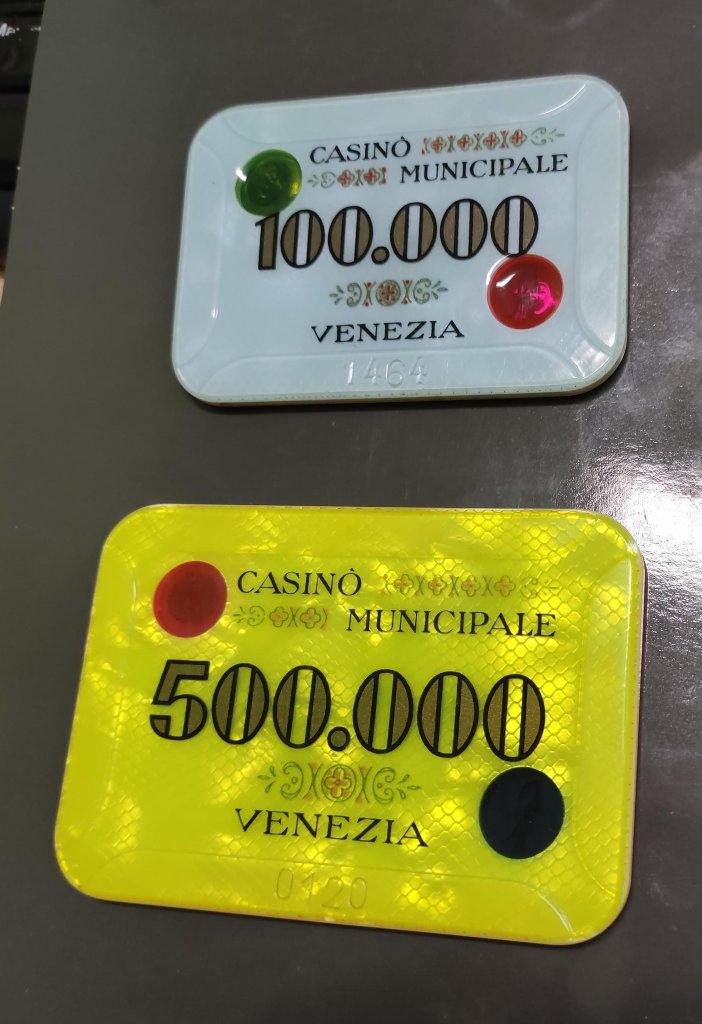 CASINÒ
MUNICIPALE
100.000
VENEZIA
1464
CASINÒ
MUNICIPALE
500.000
VENEZIA
0120